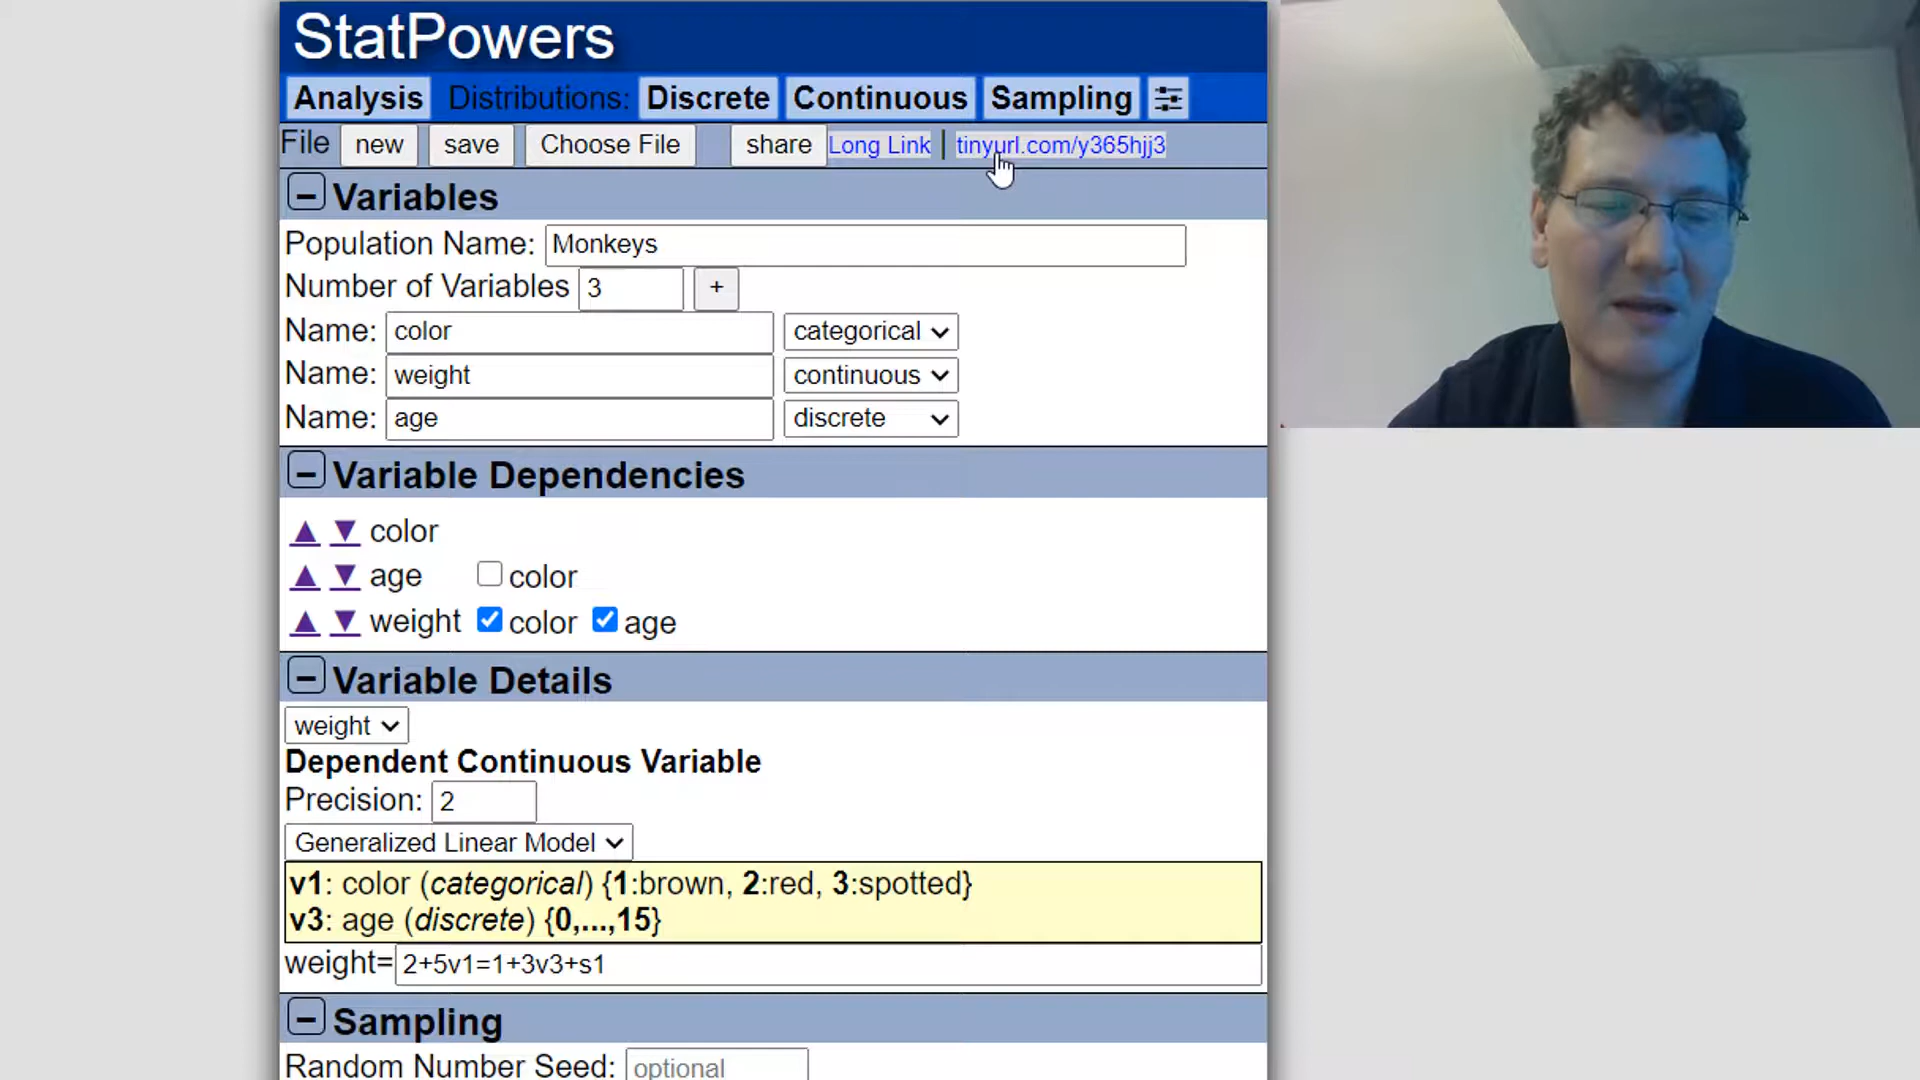 StatPowers
Analysis Distributions: Discrete Continuous Sampling
File new save Choose File share Long Link | tinyurl.com/y365hjj3
− Variables
Population Name: Monkeys
Number of Variables 3 +
Name: color categorical
Name: weight continuous
Name: age discrete
− Variable Dependencies
▲ ▼ color
▲ ▼ age color
▲ ▼ weight color age
− Variable Details
weight
Dependent Continuous Variable
Precision: 2
Generalized Linear Model
v1: color (categorical) {1:brown, 2:red, 3:spotted}
v3: age (discrete) {0,...,15}
weight= 2+5v1=1+3v3+s1
− Sampling
Random Number Seed: optional